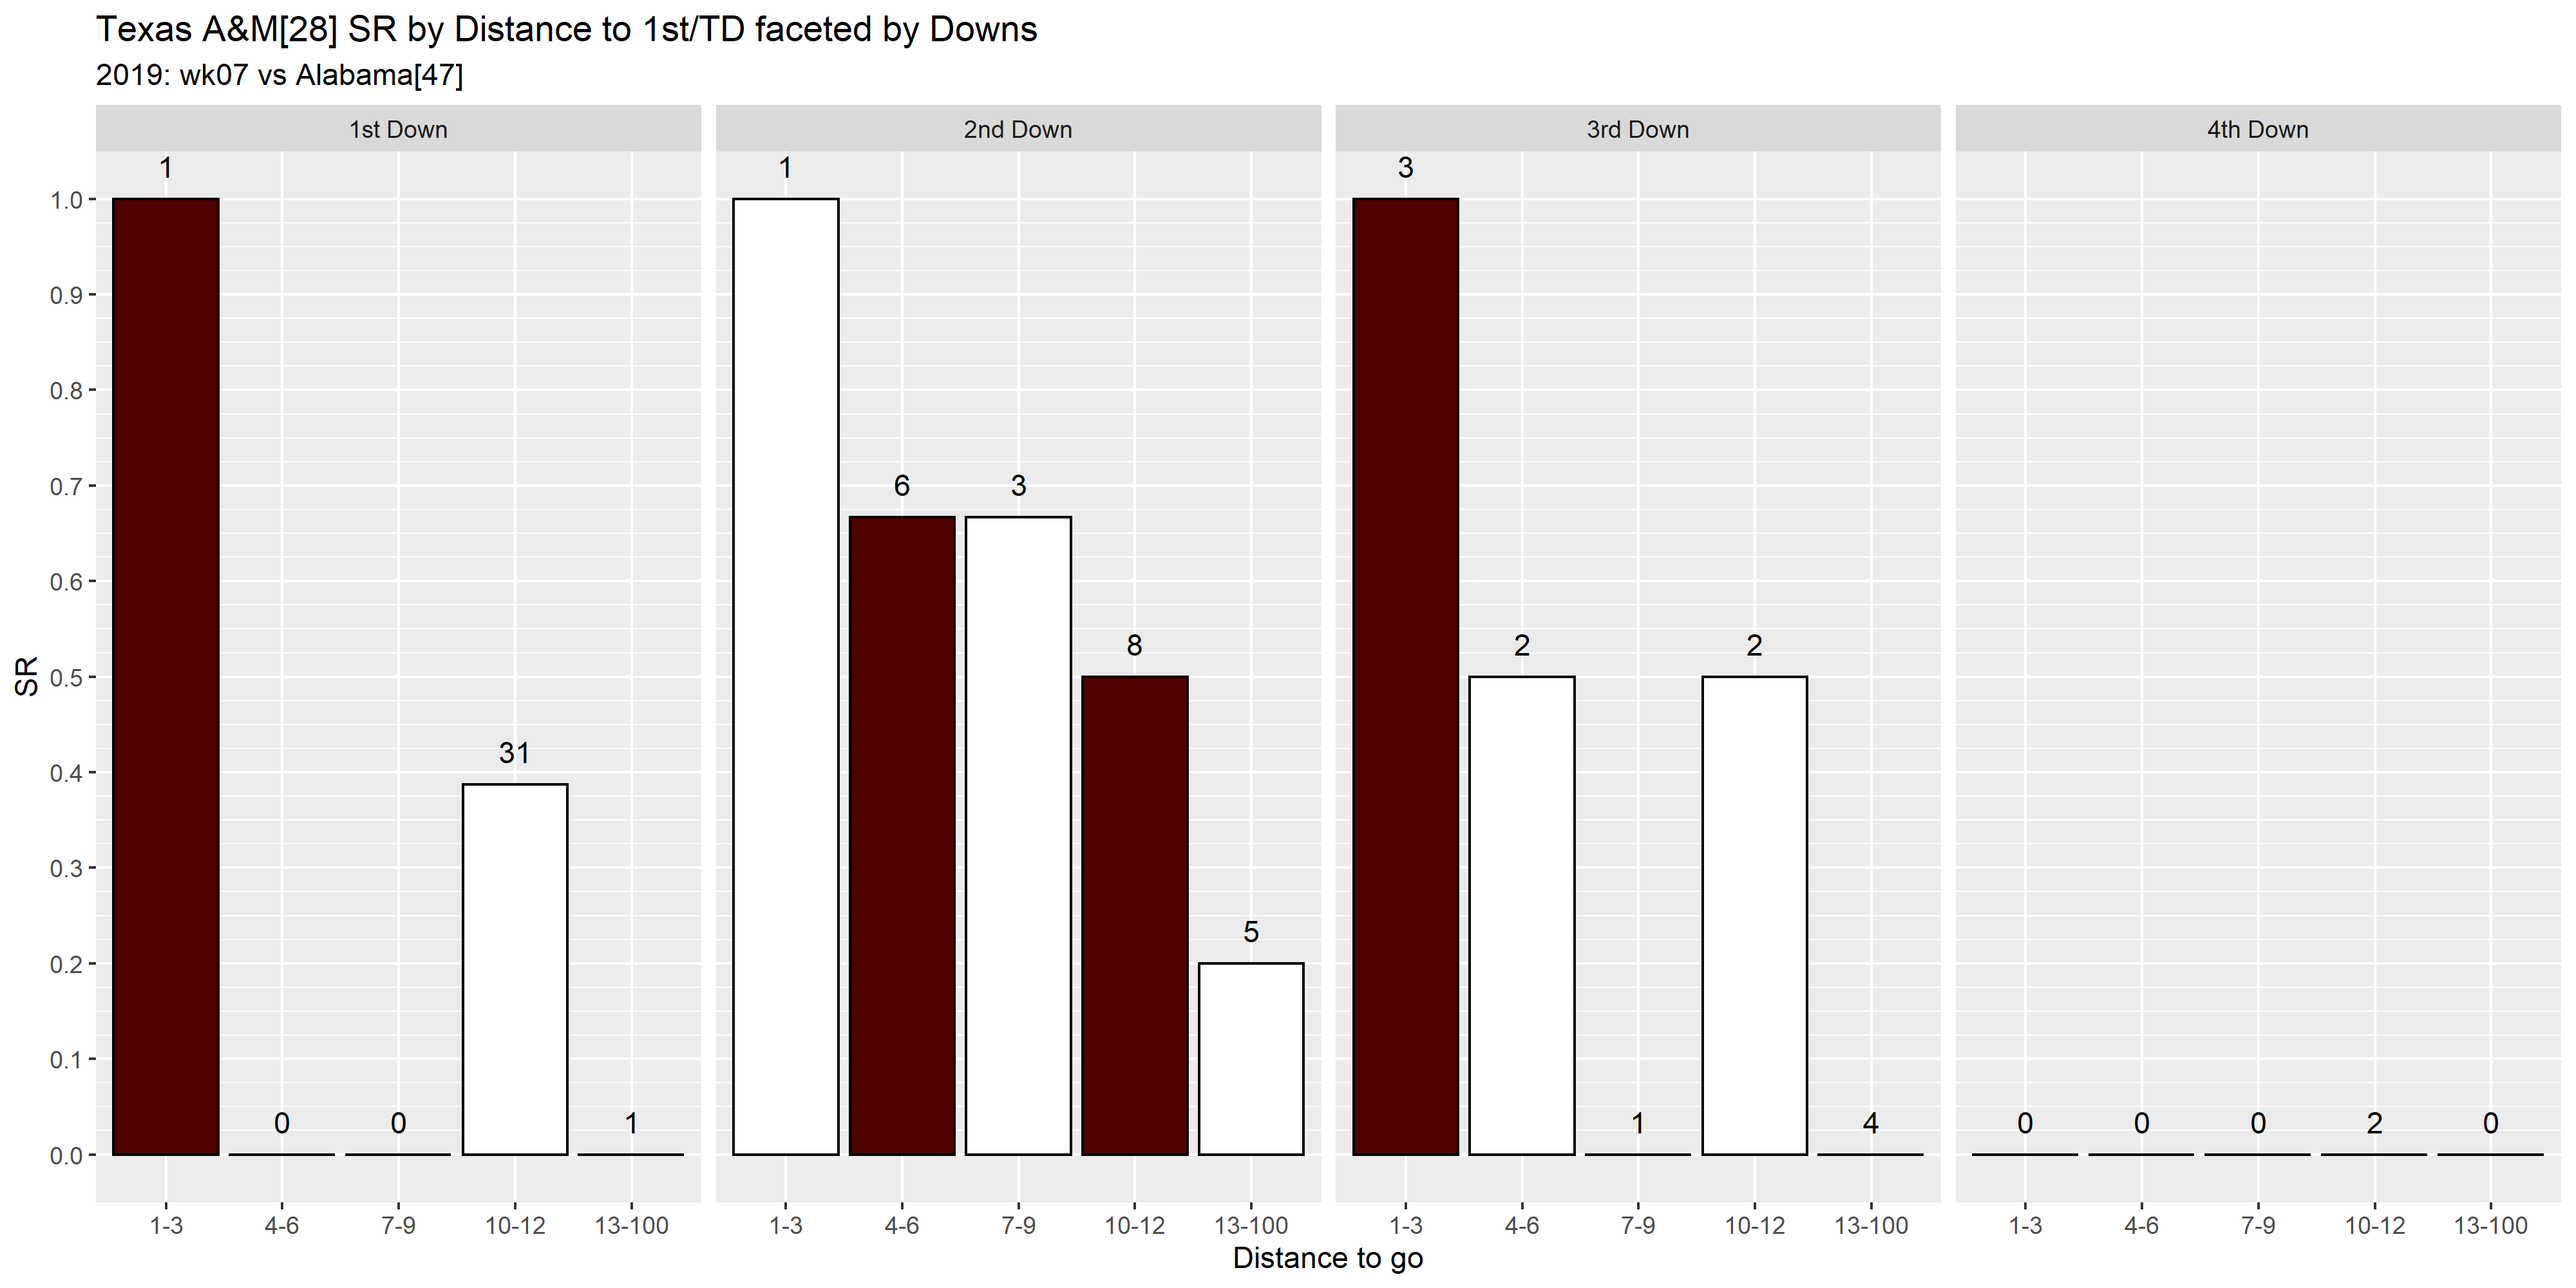 Texas A&M[28] SR by Distance to 1st/TD faceted by Downs
2019: wk07 vs Alabama[47]
1st Down 2nd Down 3rd Down 4th Down
1 1 3
1.0
0.9
0.8
0.7
6 3
0.6
2 2
8
0.5
31
0.4
0.3
5
0.2
0.1
0 0 1 1 4 0 0 0 2 0
0.0
SR
1-3 4-6 7-9 10-12 13-100 1-3 4-6 7-9 10-12 13-100 1-3 4-6 7-9 10-12 13-100 1-3 4-6 7-9 10-12 13-100
Distance to go